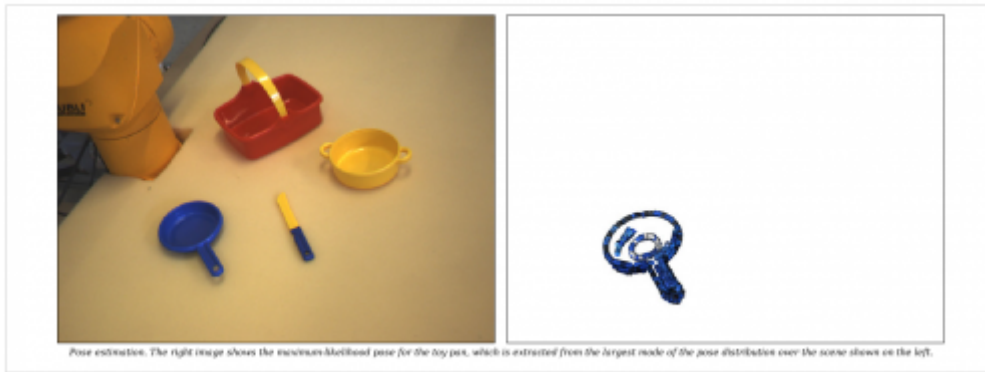 Pose estimation. The right image shows the maximum-likelihood pose for the toy pan, which is extracted from the largest mode of the pose distribution over the scene shown on the left.